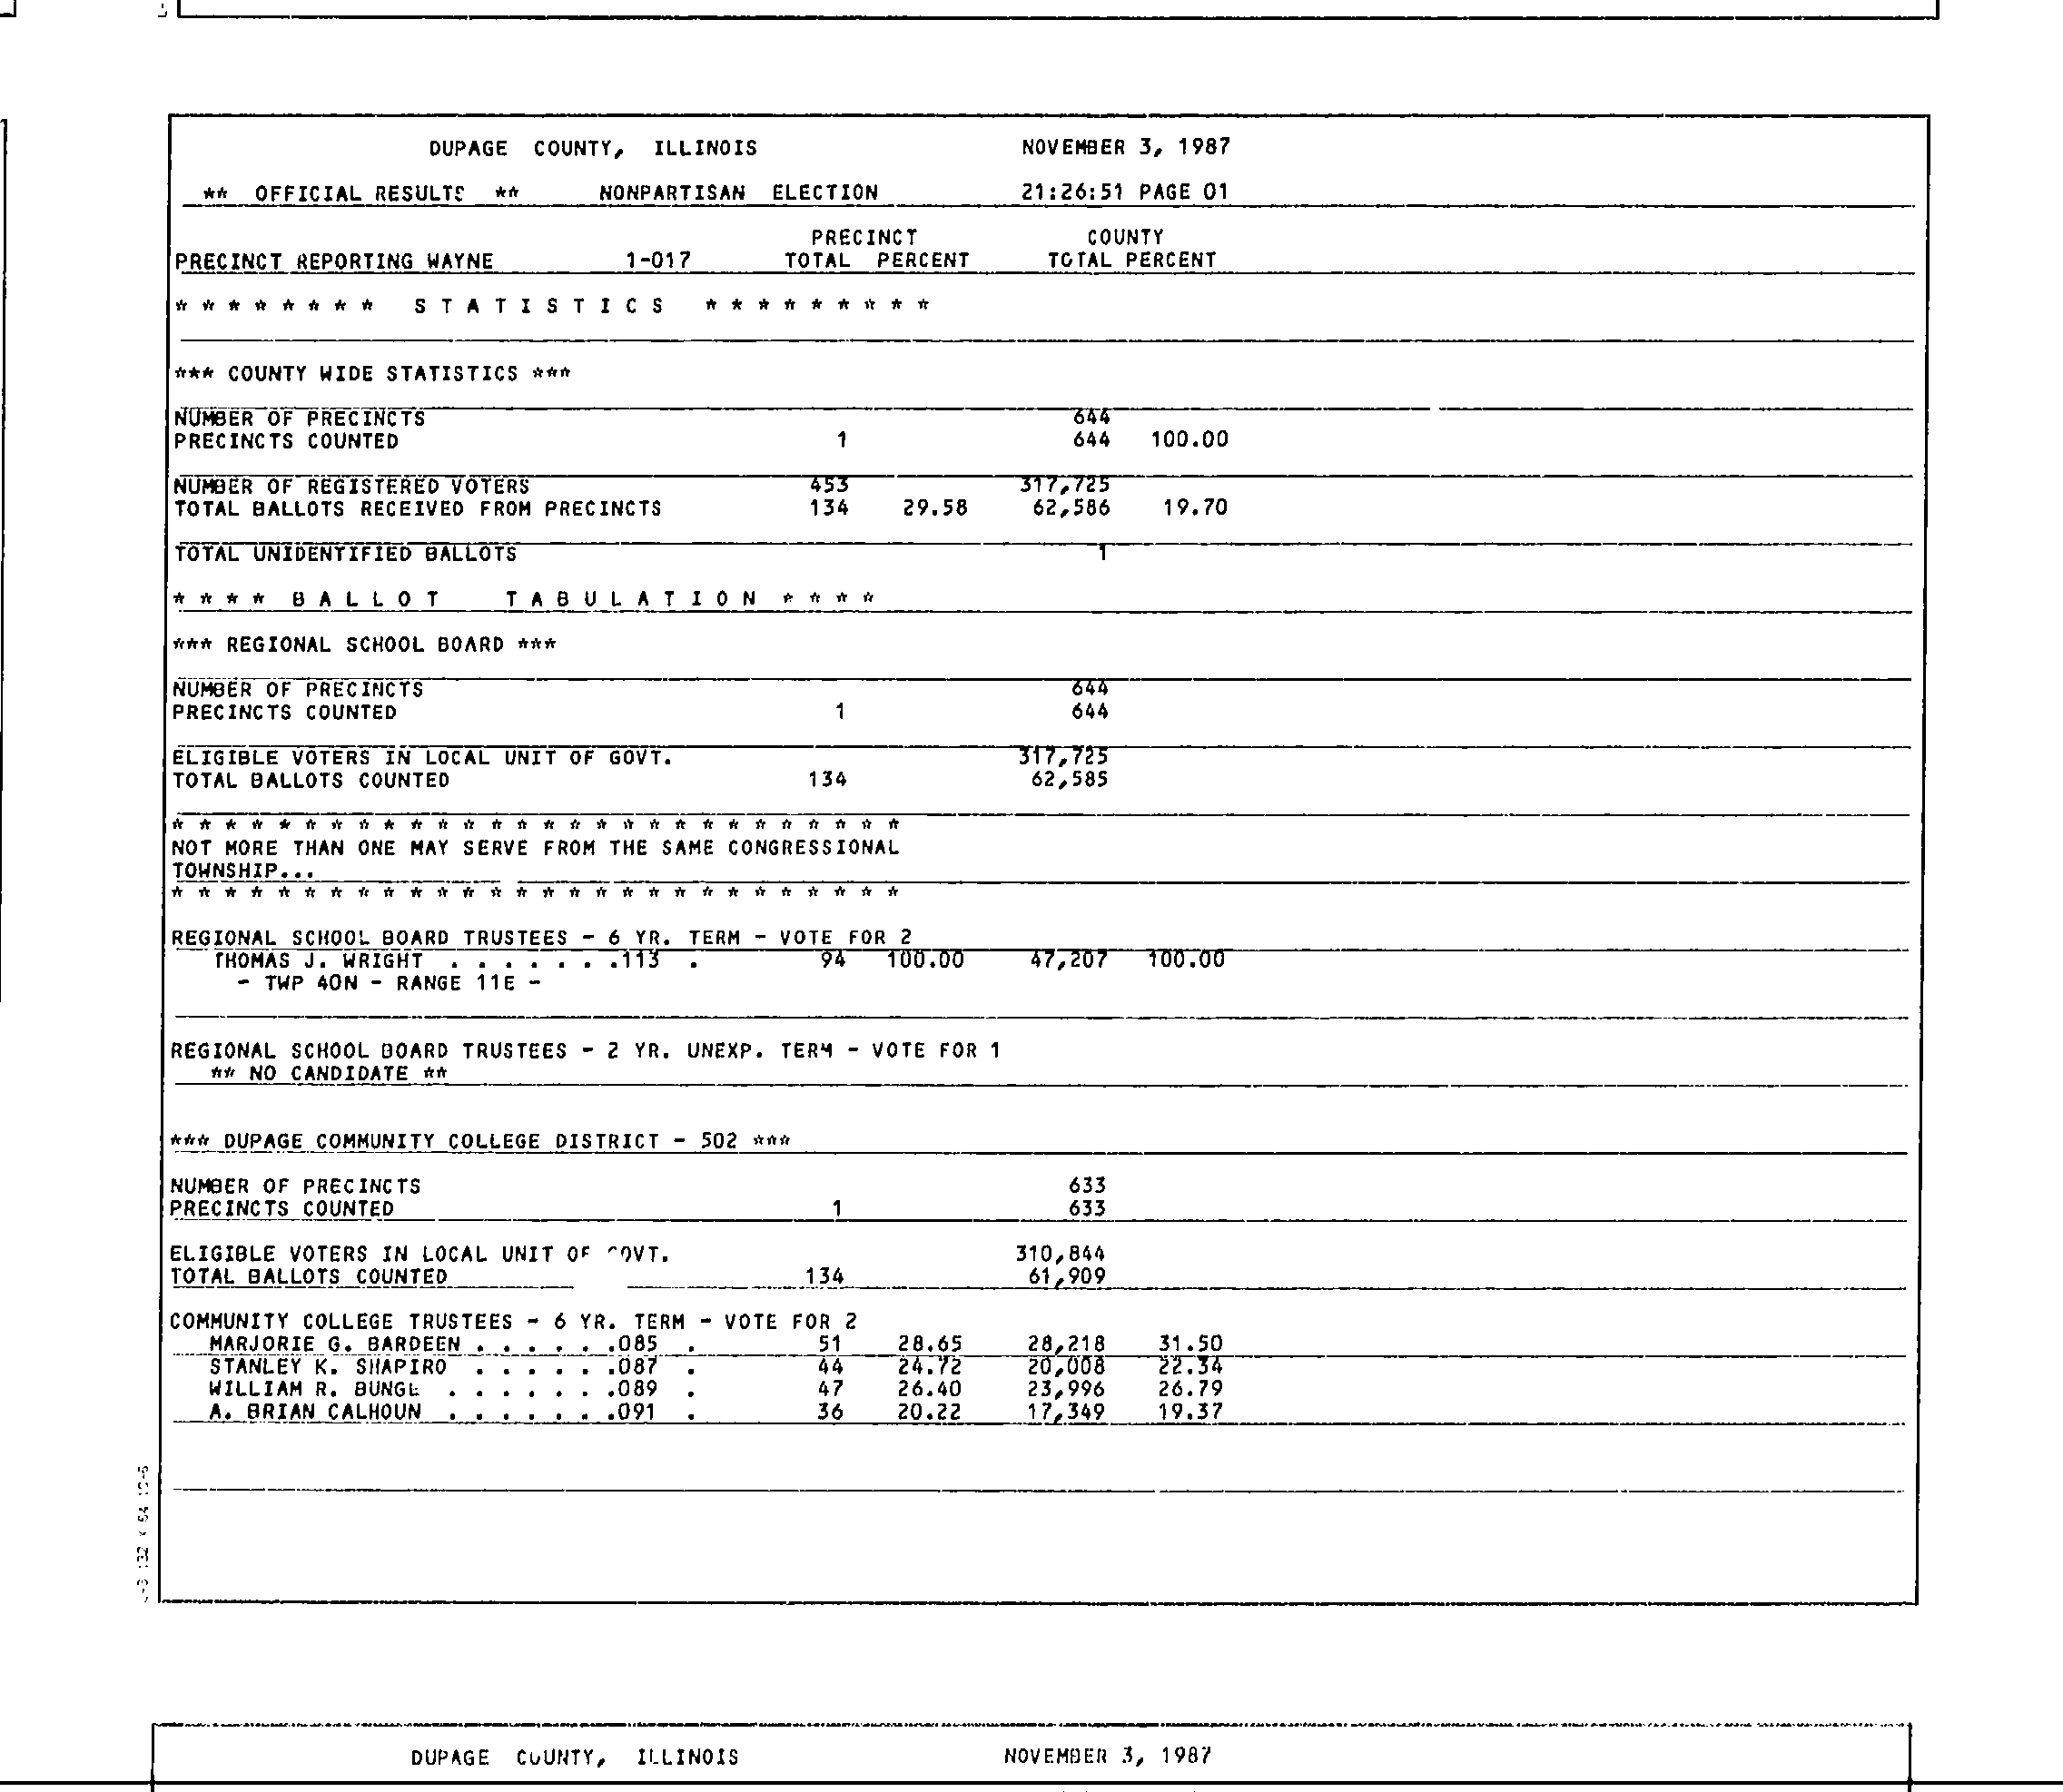 DUPAGE COUNTY, ILLINOIS NOVEMBER 3, 1987
** OFFICIAL RESULTS ** NONPARTISAN ELECTION 21:26:51 PAGE 01
PRECINCT COUNTY
PRECINCT REPORTING WAYNE 1-017 TOTAL PERCENT TOTAL PERCENT
* * * * * * * * S T A T I S T I C S * * * * * * * * *
*** COUNTY WIDE STATISTICS ***
NUMBER OF PRECINCTS 644
PRECINCTS COUNTED 1 644 100.00
NUMBER OF REGISTERED VOTERS 453 317,725
TOTAL BALLOTS RECEIVED FROM PRECINCTS 134 29.58 62,586 19.70
TOTAL UNIDENTIFIED BALLOTS 1
* * * * B A L L O T T A B U L A T I O N * * * *
*** REGIONAL SCHOOL BOARD ***
NUMBER OF PRECINCTS 644
PRECINCTS COUNTED 1 644
ELIGIBLE VOTERS IN LOCAL UNIT OF GOVT. 317,725
TOTAL BALLOTS COUNTED 134 62,585
* * * * * * * * * * * * * * * * * * * * * * * * * * * *
NOT MORE THAN ONE MAY SERVE FROM THE SAME CONGRESSIONAL
TOWNSHIP...
* * * * * * * * * * * * * * * * * * * * * * * * * * * *
REGIONAL SCHOOL BOARD TRUSTEES - 6 YR. TERM - VOTE FOR 2
THOMAS J. WRIGHT . . . . . . .113 . 94 100.00 47,207 100.00
- TWP 40N - RANGE 11E -
REGIONAL SCHOOL BOARD TRUSTEES - 2 YR. UNEXP. TERM - VOTE FOR 1
** NO CANDIDATE **
*** DUPAGE COMMUNITY COLLEGE DISTRICT - 502 ***
NUMBER OF PRECINCTS 633
PRECINCTS COUNTED 1 633
ELIGIBLE VOTERS IN LOCAL UNIT OF GOVT. 310,844
TOTAL BALLOTS COUNTED 134 61,909
COMMUNITY COLLEGE TRUSTEES - 6 YR. TERM - VOTE FOR 2
MARJORIE G. BARDEEN . . . . . .085 . 51 28.65 28,218 31.50
STANLEY K. SHAPIRO . . . . . .087 . 44 24.72 20,008 22.34
WILLIAM R. BUNGE . . . . . . .089 . 47 26.40 23,996 26.79
A. BRIAN CALHOUN . . . . . . .091 . 36 20.22 17,349 19.37
DUPAGE COUNTY, ILLINOIS NOVEMBER 3, 1987